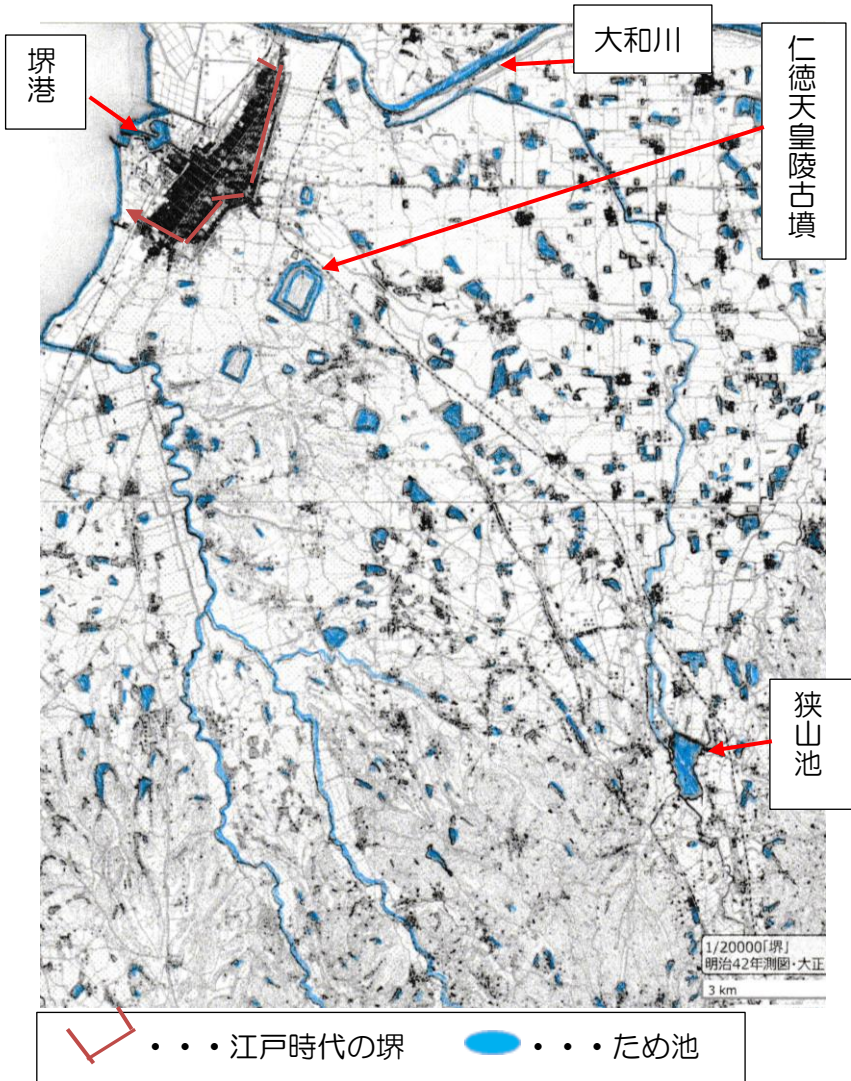 堺港
大和川
仁徳天皇陵古墳
狭山池
1/20000「堺」
明治42年測図・大正
3 km
・・・江戸時代の堺
・・・ため池